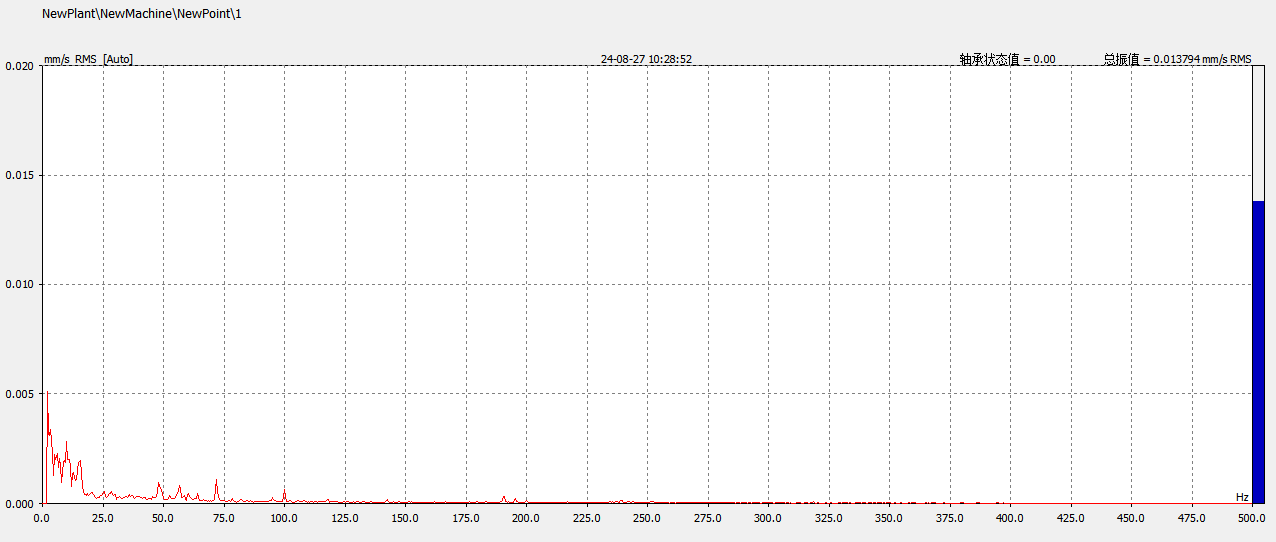 NewPlant\NewMachine\NewPoint\1
mm/s RMS [Auto] 24-08-27 10:28:52 轴承状态值 = 0.00 总振值 = 0.013794 mm/s RMS
0.020
0.015
0.010
0.005
0.000
Hz
0.0 25.0 50.0 75.0 100.0 125.0 150.0 175.0 200.0 225.0 250.0 275.0 300.0 325.0 350.0 375.0 400.0 425.0 450.0 475.0 500.0